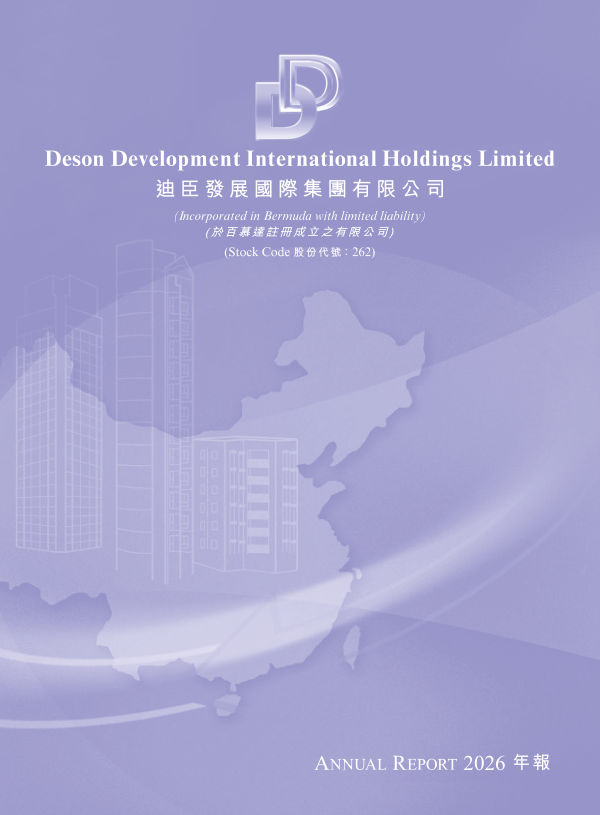 DD
Deson Development International Holdings Limited
迪臣發展國際集團有限公司
(Incorporated in Bermuda with limited liability)
(於百慕達註冊成立之有限公司)
(Stock Code 股份代號：262)
ANNUAL REPORT 2026 年報